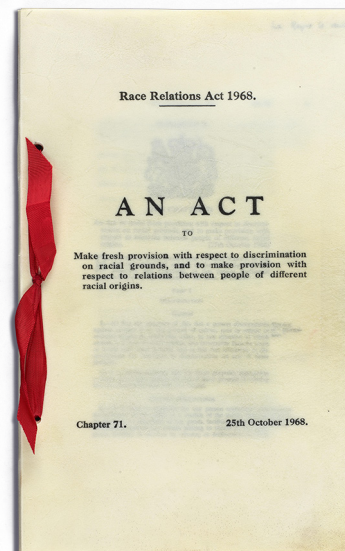 Race Relations Act 1968.
AN ACT
TO
Make fresh provision with respect to discrimination
on racial grounds, and to make provision with
respect to relations between people of different
racial origins.
Chapter 71.
25th October 1968.